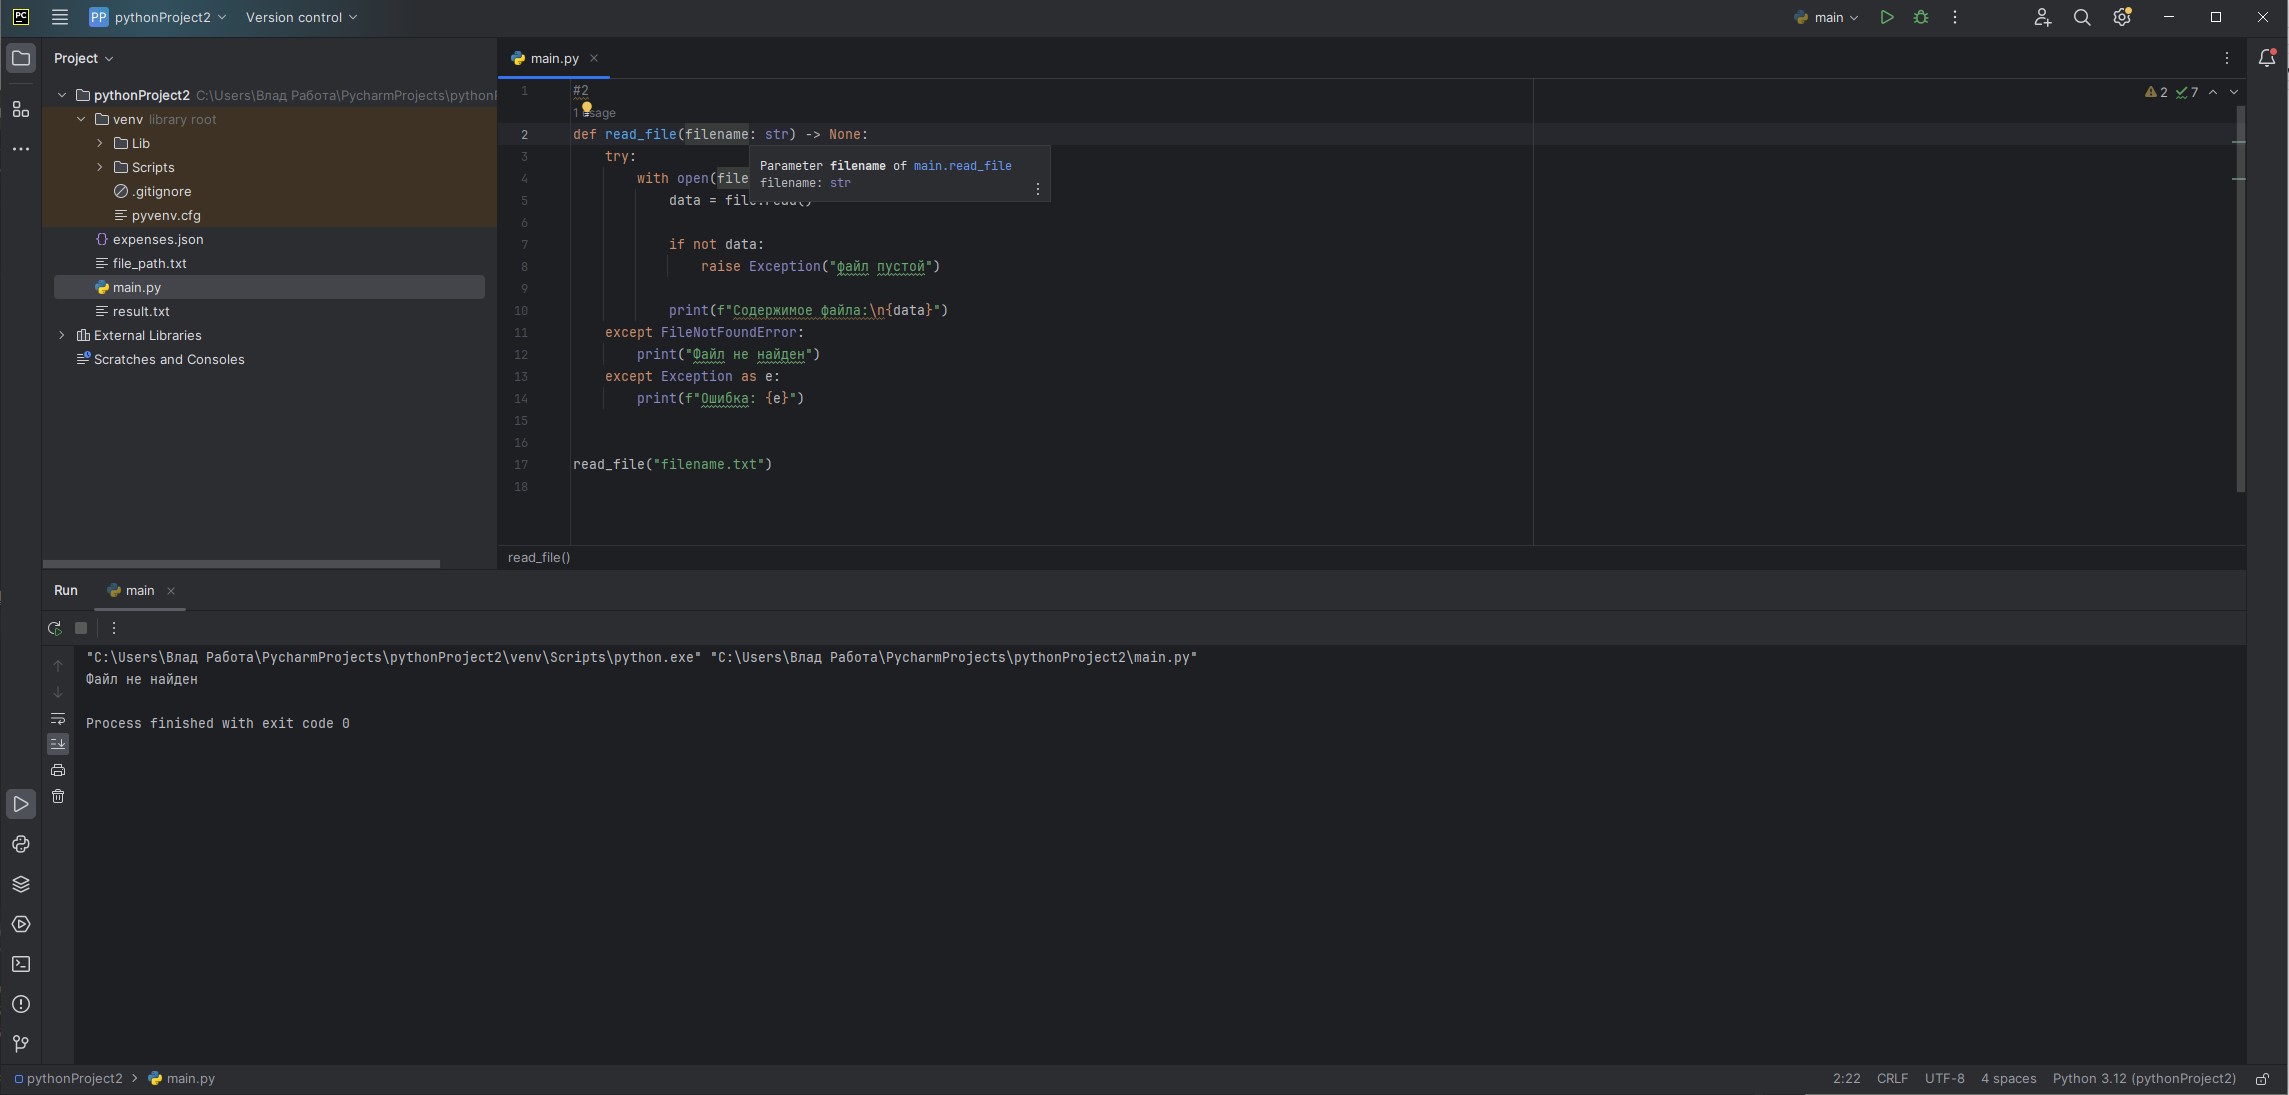 PC PP pythonProject2 Version control main
Project
main.py
pythonProject2 C:\Users\Влад Работа\PycharmProjects\python
venv library root
Lib
Scripts
.gitignore
pyvenv.cfg
expenses.json
file_path.txt
main.py
result.txt
External Libraries
Scratches and Consoles
2 7
1 #2
1 usage
2 def read_file(filename: str) -> None:
3 try:
4 with open(file
5 data = file.read()
6
7 if not data:
8 raise Exception("файл пустой")
9
10 print(f"Содержимое файла:\n{data}")
11 except FileNotFoundError:
12 print("Файл не найден")
13 except Exception as e:
14 print(f"Ошибка: {e}")
15
16
17 read_file("filename.txt")
18
Parameter filename of main.read_file
filename: str
read_file()
Run main
"C:\Users\Влад Работа\PycharmProjects\pythonProject2\venv\Scripts\python.exe" "C:\Users\Влад Работа\PycharmProjects\pythonProject2\main.py"
Файл не найден
Process finished with exit code 0
pythonProject2 > main.py
2:22 CRLF UTF-8 4 spaces Python 3.12 (pythonProject2)